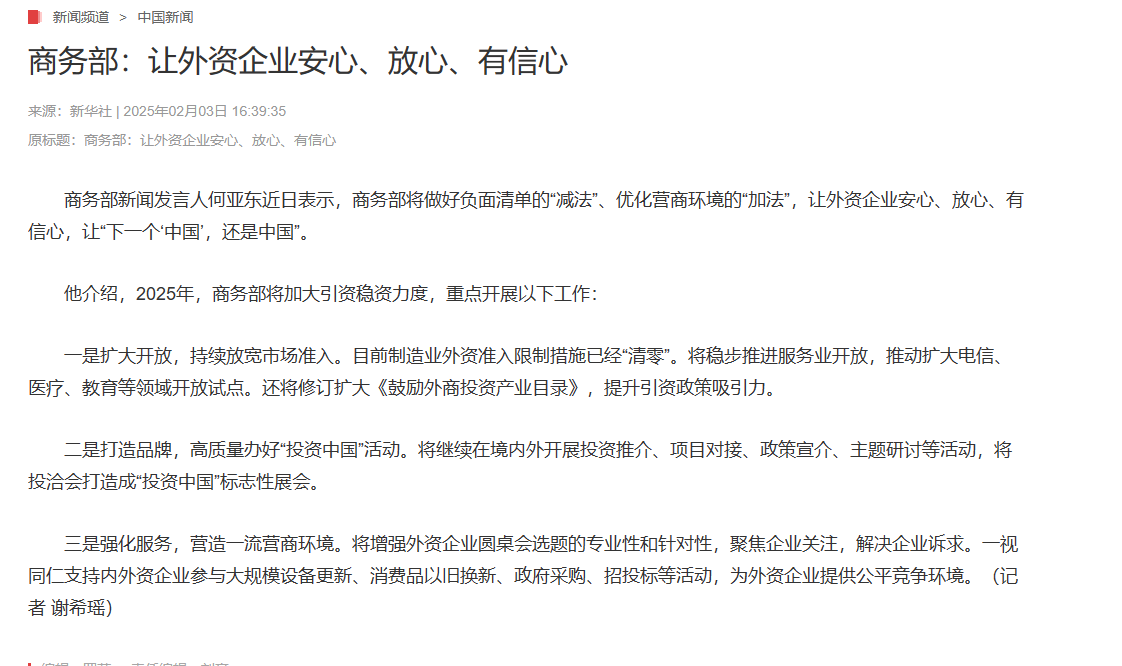 新闻频道 > 中国新闻
商务部：让外资企业安心、放心、有信心
来源：新华社 | 2025年02月03日 16:39:35
原标题：商务部：让外资企业安心、放心、有信心
商务部新闻发言人何亚东近日表示，商务部将做好负面清单的“减法”、优化营商环境的“加法”，让外资企业安心、放心、有
信心，让“下一个‘中国’，还是中国”。
他介绍，2025年，商务部将加大引资稳资力度，重点开展以下工作：
一是扩大开放，持续放宽市场准入。目前制造业外资准入限制措施已经“清零”。将稳步推进服务业开放，推动扩大电信、
医疗、教育等领域开放试点。还将修订扩大《鼓励外商投资产业目录》，提升引资政策吸引力。
二是打造品牌，高质量办好“投资中国”活动。将继续在境内外开展投资推介、项目对接、政策宣介、主题研讨等活动，将
投洽会打造成“投资中国”标志性展会。
三是强化服务，营造一流营商环境。将增强外资企业圆桌会选题的专业性和针对性，聚焦企业关注，解决企业诉求。一视
同仁支持内外资企业参与大规模设备更新、消费品以旧换新、政府采购、招投标等活动，为外资企业提供公平竞争环境。（记
者 谢希瑶）